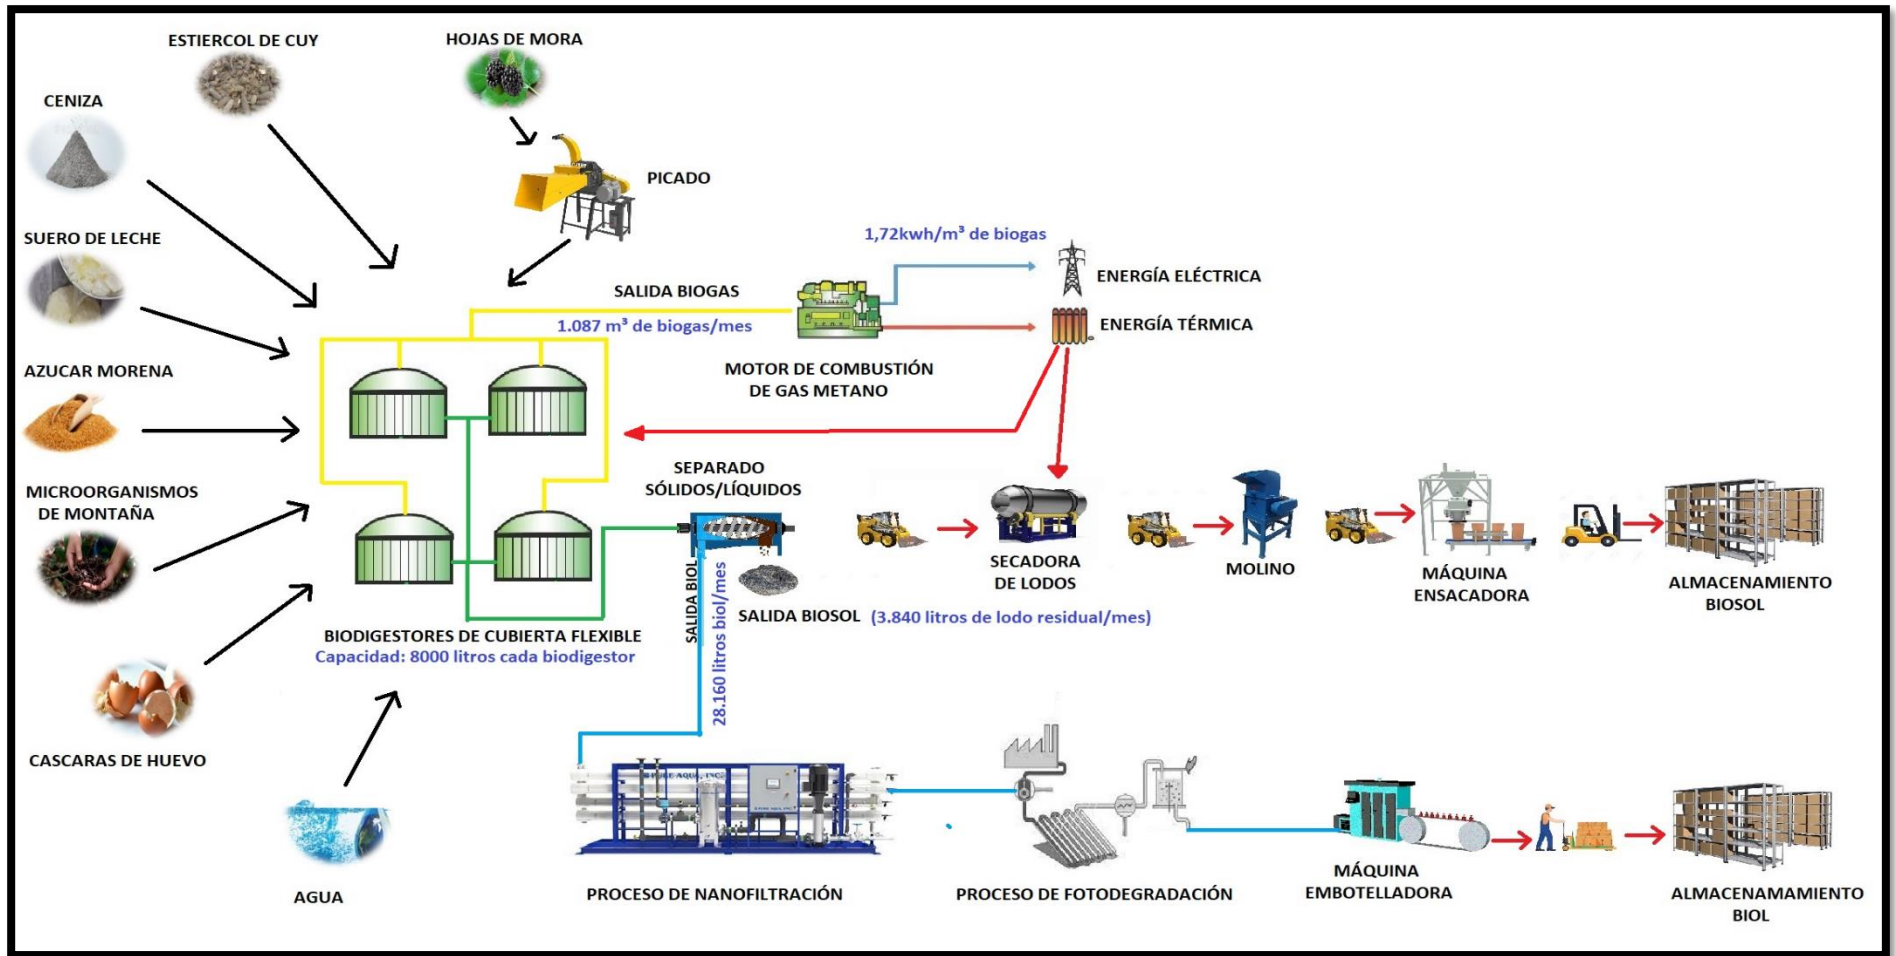 ESTIERCOL DE CUY
HOJAS DE MORA
CENIZA
PICADO
SUERO DE LECHE
1,72kwh/m³ de biogas
ENERGÍA ELÉCTRICA
SALIDA BIOGAS
1.087 m³ de biogas/mes
ENERGÍA TÉRMICA
AZUCAR MORENA
MOTOR DE COMBUSTIÓN
DE GAS METANO
MICROORGANISMOS
DE MONTAÑA
SEPARADO
SÓLIDOS/LÍQUIDOS
SECADORA
DE LODOS
MOLINO
MÁQUINA
ENSACADORA
ALMACENAMIENTO
BIOSOL
SALIDA BIOL
28.160 litros biol/mes
SALIDA BIOSOL (3.840 litros de lodo residual/mes)
BIODIGESTORES DE CUBIERTA FLEXIBLE
Capacidad: 8000 litros cada biodigestor
CASCARAS DE HUEVO
PURE AQUA, INC.
AGUA
PROCESO DE NANOFILTRACIÓN
PROCESO DE FOTODEGRADACIÓN
MÁQUINA
EMBOTELLADORA
ALMACENAMAMIENTO
BIOL